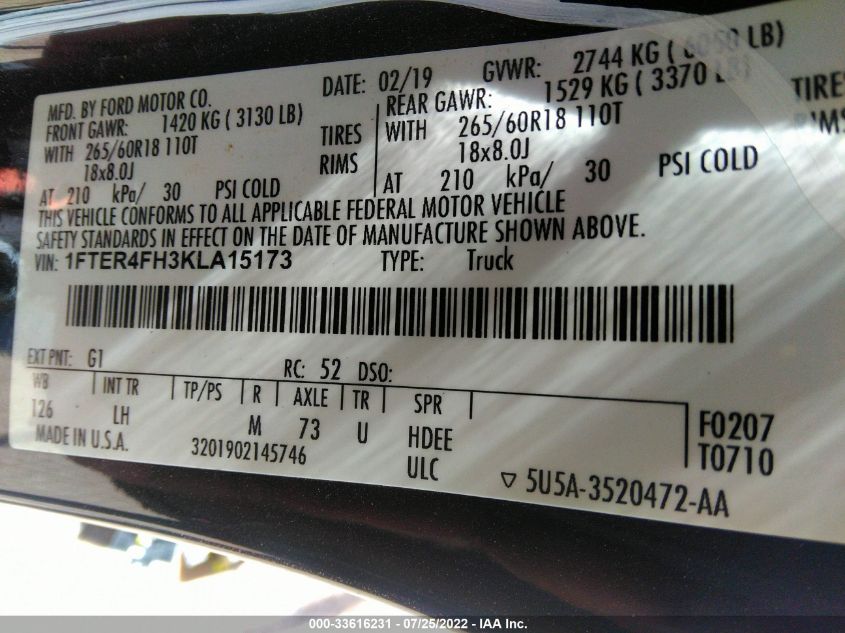 MFD. BY FORD MOTOR CO. DATE: 02/19 GVWR: 2744 KG ( 6050 LB)
FRONT GAWR: 1420 KG ( 3130 LB) REAR GAWR: 1529 KG ( 3370 LB)
WITH 265/60R18 110T TIRES WITH 265/60R18 110T TIRES
18x8.0J RIMS 18x8.0J RIMS
AT 210 kPa/ 30 PSI COLD AT 210 kPa/ 30 PSI COLD
THIS VEHICLE CONFORMS TO ALL APPLICABLE FEDERAL MOTOR VEHICLE
SAFETY STANDARDS IN EFFECT ON THE DATE OF MANUFACTURE SHOWN ABOVE.
VIN: 1FTER4FH3KLA15173 TYPE: Truck
EXT PNT: G1 RC: 52 DSO:
WB INT TR TP/PS R AXLE TR SPR
126 LH M 73 U HDEE F0207
MADE IN U.S.A. 3201902145746 ULC T0710
▽ 5U5A-3520472-AA
000-33616231 - 07/25/2022 - IAA Inc.